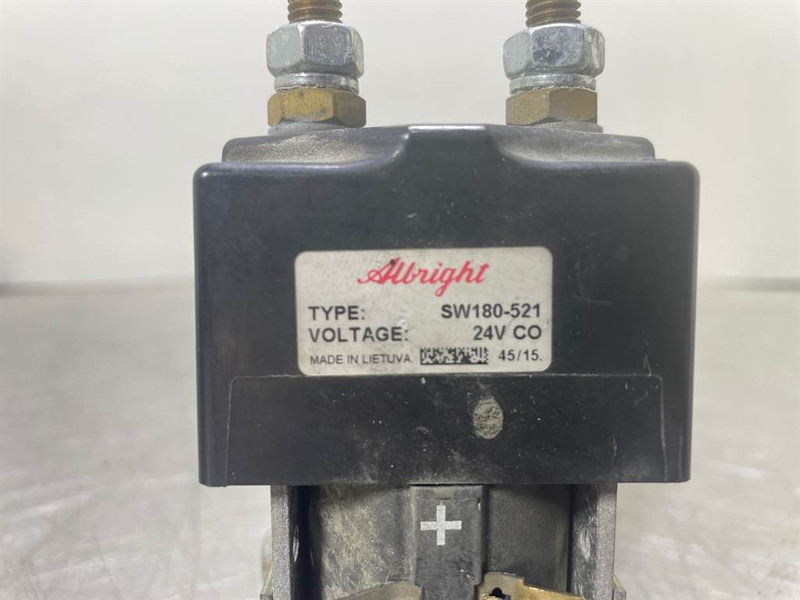 Albright
TYPE: SW180-521
VOLTAGE: 24V CO
MADE IN LIETUVA 45/15.
+